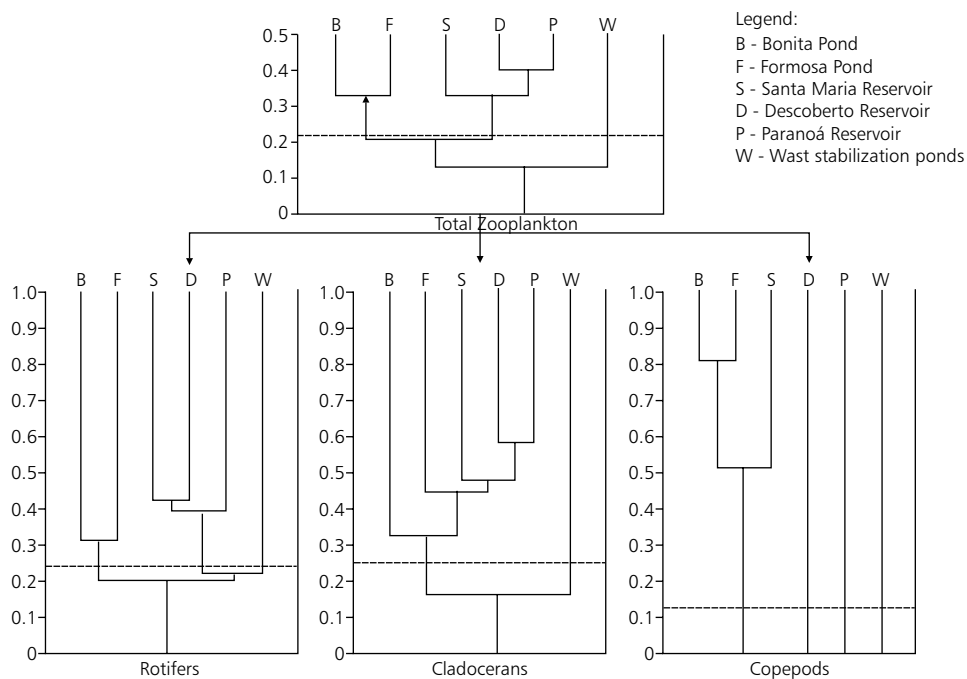 B F S D P W
0.5
0.4
0.3
0.2
0.1
0
Total Zooplankton
Legend:
B - Bonita Pond
F - Formosa Pond
S - Santa Maria Reservoir
D - Descoberto Reservoir
P - Paranoá Reservoir
W - Wast stabilization ponds
B F S D P W
1.0
0.9
0.8
0.7
0.6
0.5
0.4
0.3
0.2
0.1
0
Rotifers
B F S D P W
1.0
0.9
0.8
0.7
0.6
0.5
0.4
0.3
0.2
0.1
0
Cladocerans
B F S D P W
1.0
0.9
0.8
0.7
0.6
0.5
0.4
0.3
0.2
0.1
0
Copepods